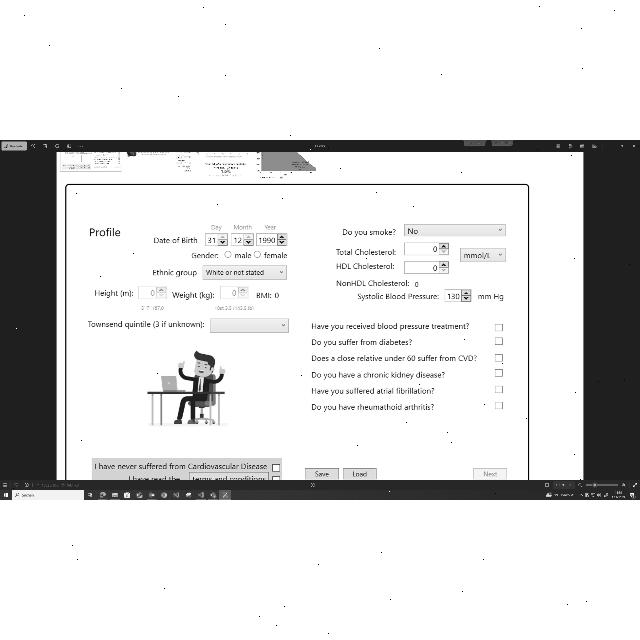 Profile
Day Month Year
Date of Birth 31 12 1990
Gender: male female
Ethnic group White or not stated
Height (m): 0 Weight (kg): 0 BMI: 0
Townsend quintile (3 if unknown):
Do you smoke? No
Total Cholesterol: 0 mmol/L
HDL Cholesterol: 0
NonHDL Cholesterol: 0
Systolic Blood Pressure: 130 mm Hg
Have you received blood pressure treatment?
Do you suffer from diabetes?
Does a close relative under 60 suffer from CVD?
Do you have a chronic kidney disease?
Have you suffered atrial fibrillation?
Do you have rheumathoid arthritis?
I have never suffered from Cardiovascular Disease
I have read the terms and conditions
Save Load Next